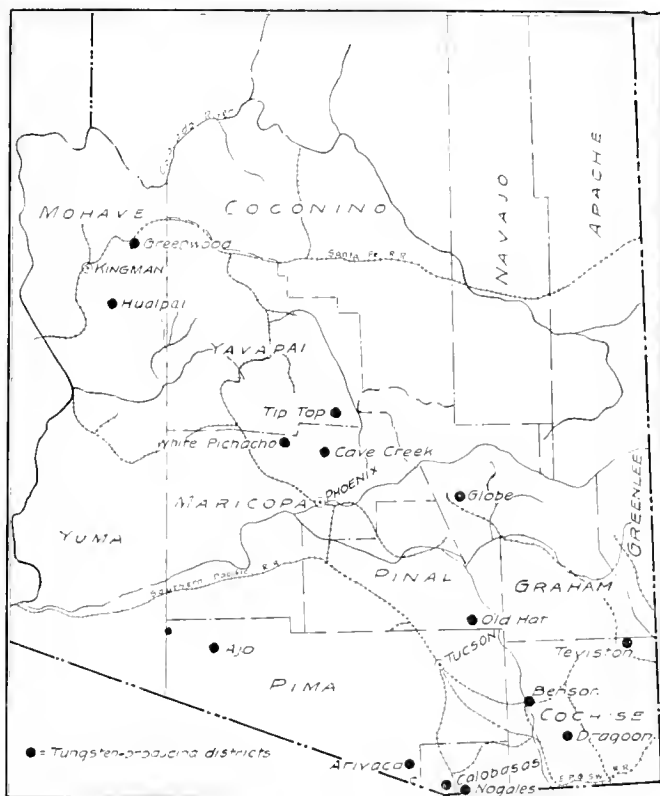 Colorado River
MOHAVE
COCONINO
NAVAJO
APACHE
Greenwood
KINGMAN
Santa Fe R.R.
Hualpai
YAVAPAI
Tip Top
White Pichacho
Cave Creek
PHOENIX
Globe
MARICOPA
GREENLEE
YUMA
Southern Pacific R.R.
PINAL
GRAHAM
Old Hat
TUCSON
Teviston
Ajo
PIMA
Benson
COCHISE
Dragoon
● = Tungsten-producing districts
Arivaca
Calobasas
E.P.&S.W. R.R.
Nogales